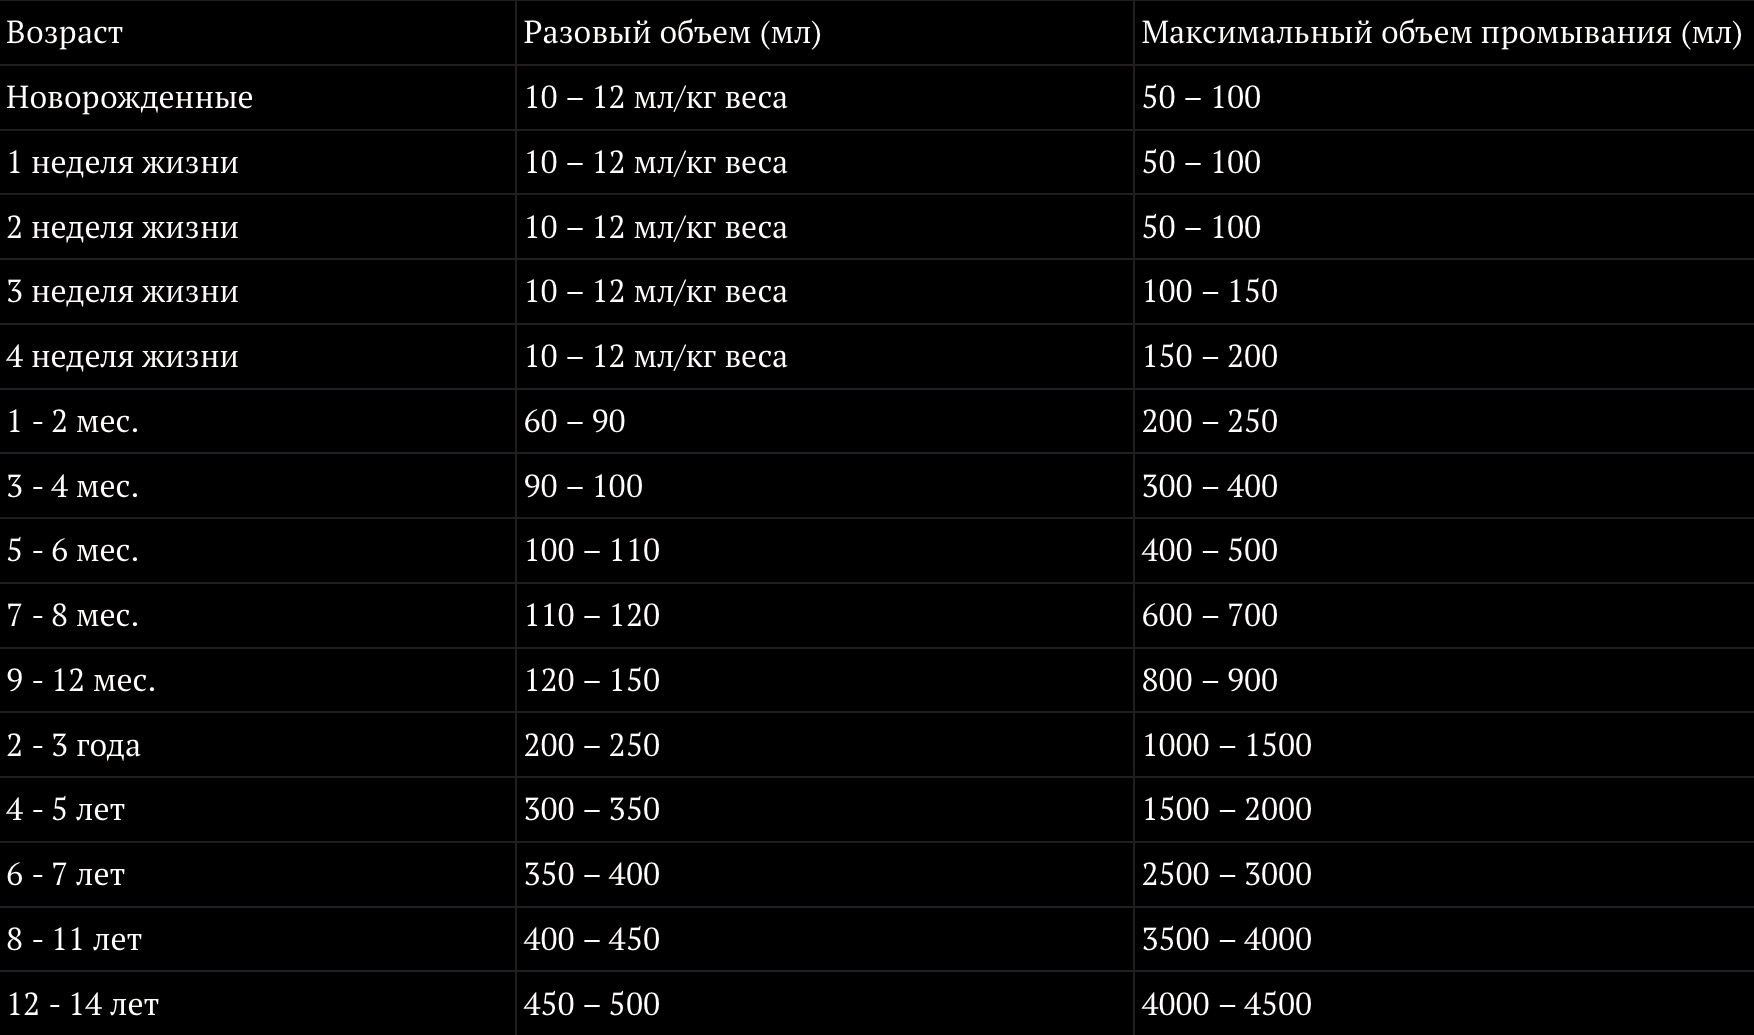 Возраст Разовый объем (мл) Максимальный объем промывания (мл)
Новорожденные 10 – 12 мл/кг веса 50 – 100
1 неделя жизни 10 – 12 мл/кг веса 50 – 100
2 неделя жизни 10 – 12 мл/кг веса 50 – 100
3 неделя жизни 10 – 12 мл/кг веса 100 – 150
4 неделя жизни 10 – 12 мл/кг веса 150 – 200
1 - 2 мес. 60 – 90 200 – 250
3 - 4 мес. 90 – 100 300 – 400
5 - 6 мес. 100 – 110 400 – 500
7 - 8 мес. 110 – 120 600 – 700
9 - 12 мес. 120 – 150 800 – 900
2 - 3 года 200 – 250 1000 – 1500
4 - 5 лет 300 – 350 1500 – 2000
6 - 7 лет 350 – 400 2500 – 3000
8 - 11 лет 400 – 450 3500 – 4000
12 - 14 лет 450 – 500 4000 – 4500